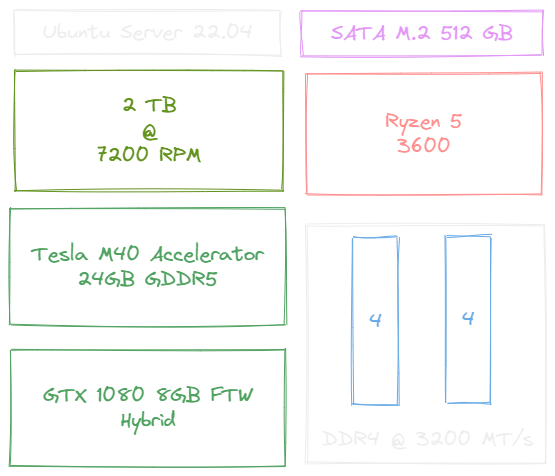 Ubuntu Server 22.04
SATA M.2 512 GB
2 TB
@
7200 RPM
Ryzen 5
3600
Tesla M40 Accelerator
24GB GDDR5
4
4
GTX 1080 8GB FTW
Hybrid
DDR4 @ 3200 MT/s